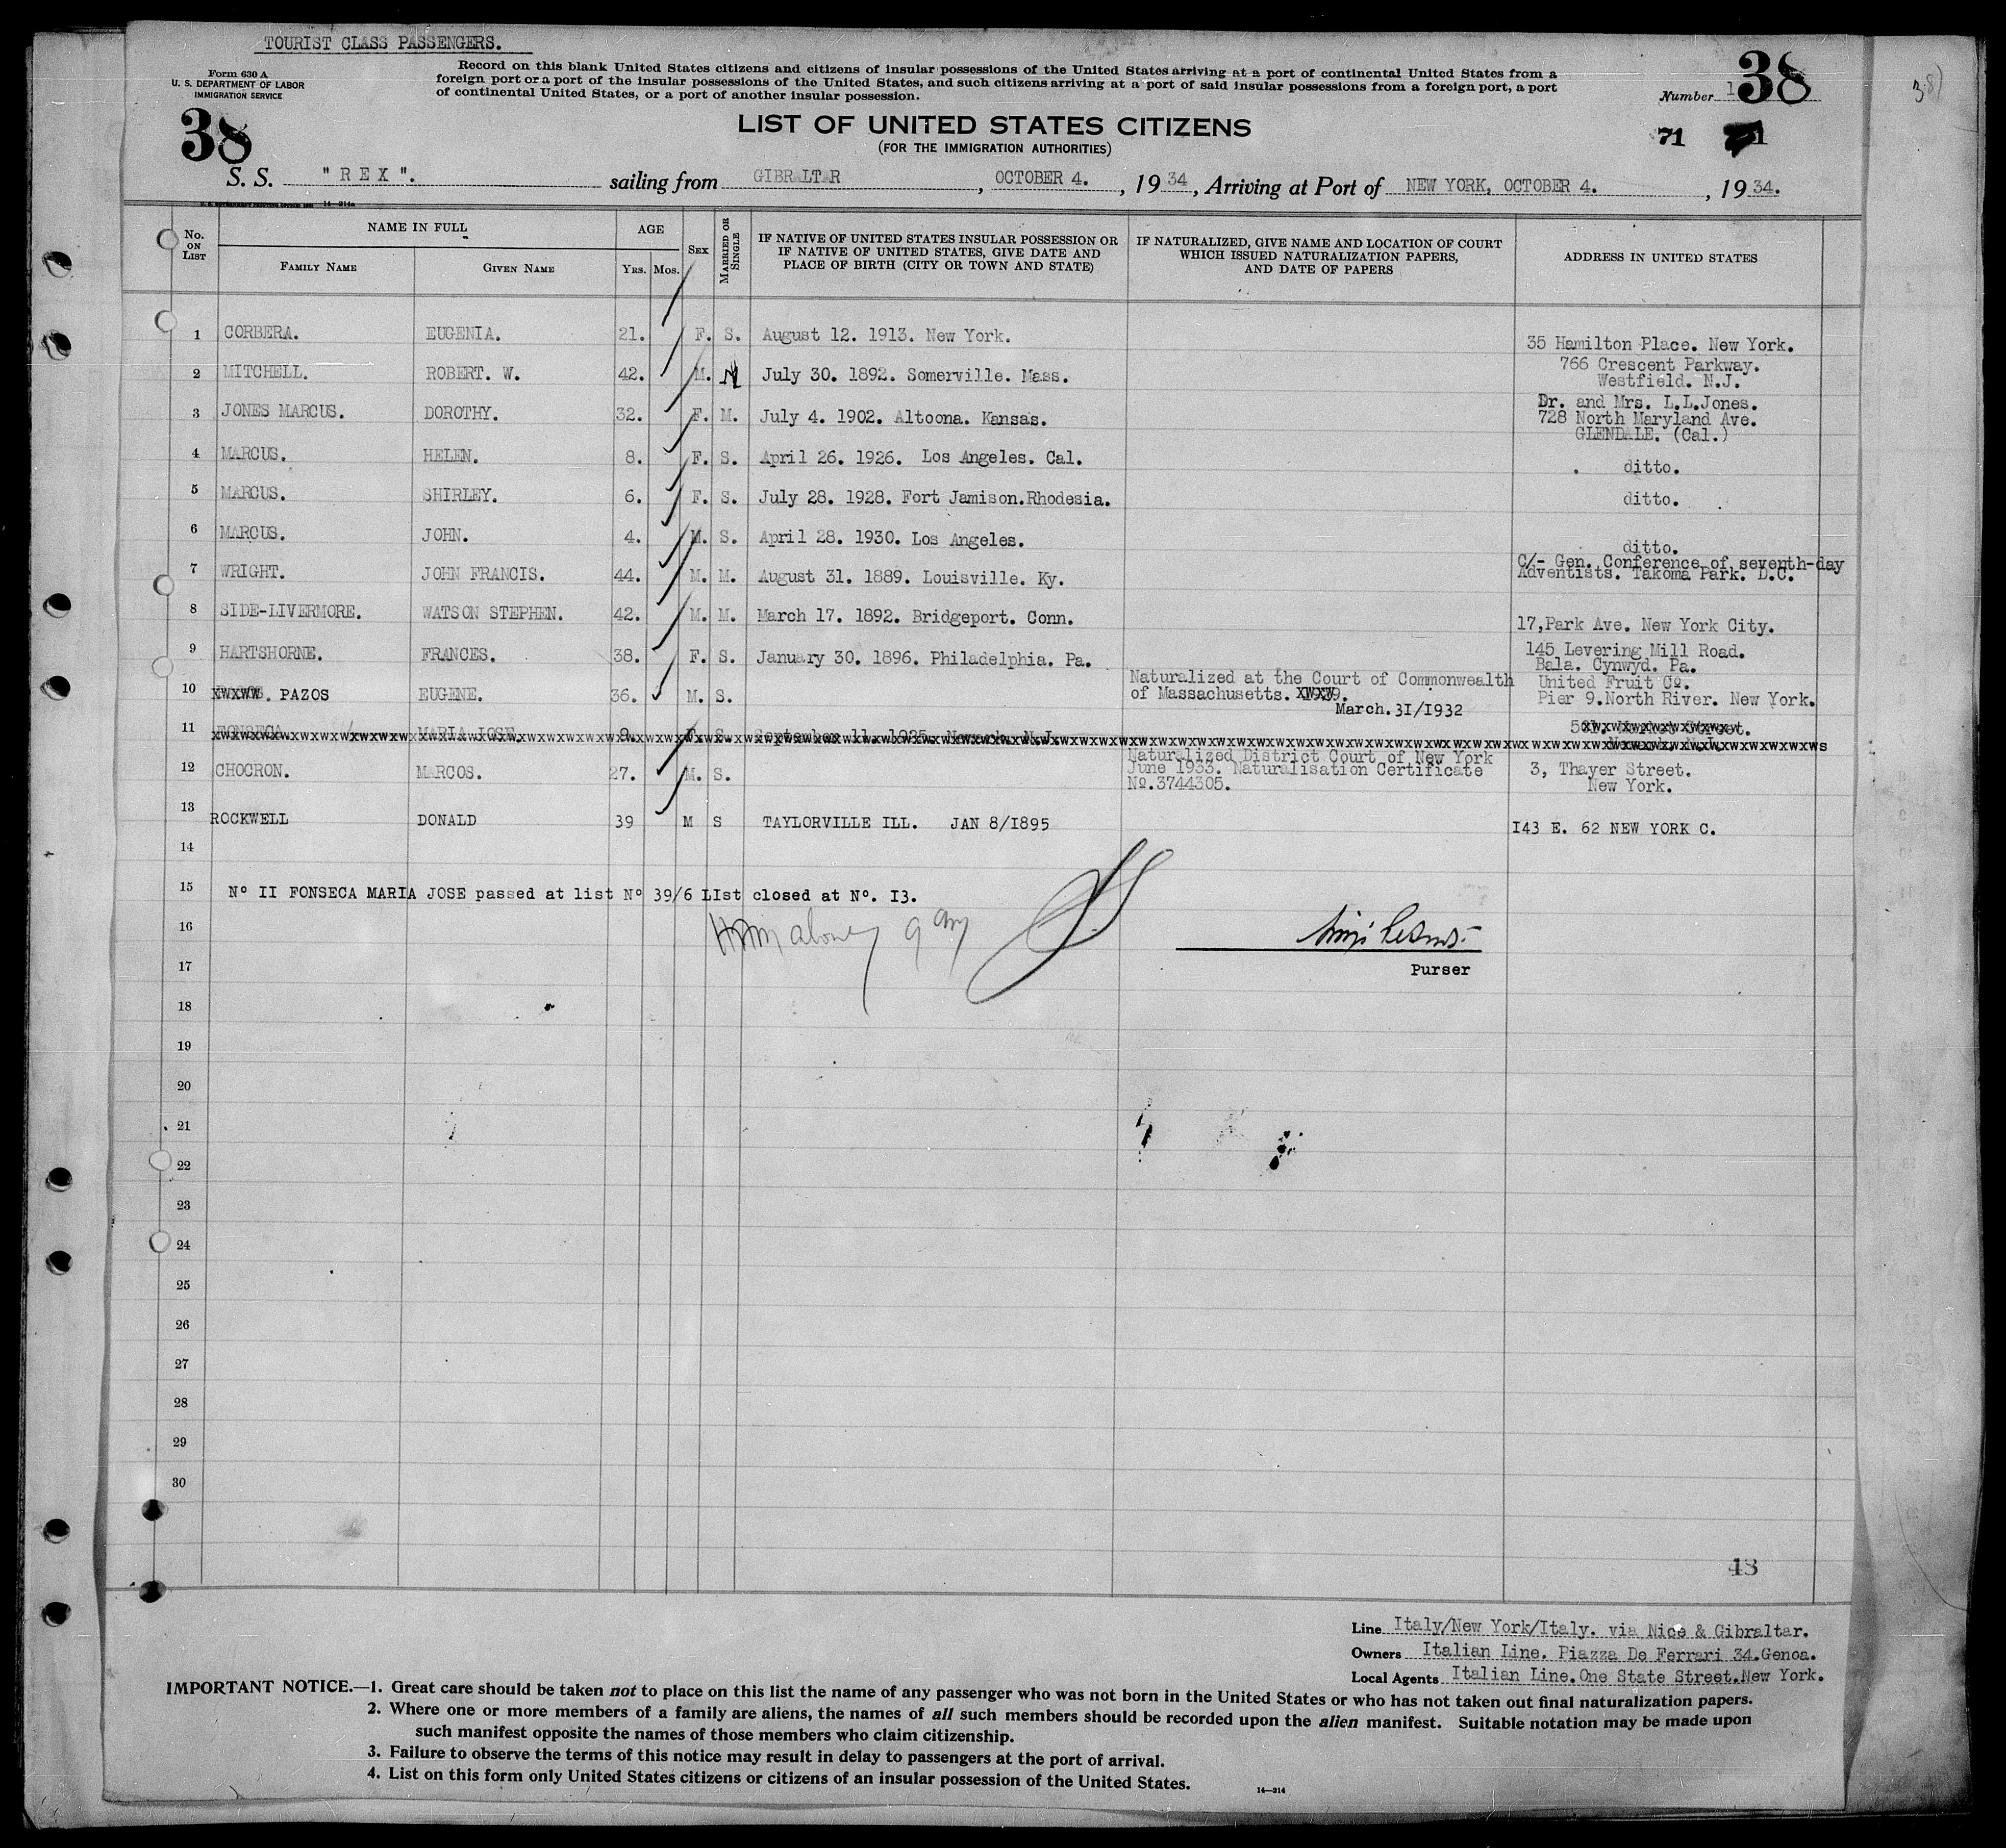 TOURIST CLASS PASSENGERS.
Form 630 A
U. S. DEPARTMENT OF LABOR
IMMIGRATION SERVICE
Record on this blank United States citizens and citizens of insular possessions of the United States arriving at a port of continental United States from a
foreign port or a port of the insular possessions of the United States, and such citizens arriving at a port of said insular possessions from a foreign port, a port
of continental United States, or a port of another insular possession.
Number 38
38
38
LIST OF UNITED STATES CITIZENS
(FOR THE IMMIGRATION AUTHORITIES)
71
S. S. "REX". sailing from GIBRALTAR, OCTOBER 4., 1934, Arriving at Port of NEW YORK, OCTOBER 4., 1934.
14-214a
No. ON LIST
NAME IN FULL
FAMILY NAME
GIVEN NAME
AGE
YRS. MOS.
SEX
MARRIED OR SINGLE
IF NATIVE OF UNITED STATES INSULAR POSSESSION OR
IF NATIVE OF UNITED STATES, GIVE DATE AND
PLACE OF BIRTH (CITY OR TOWN AND STATE)
IF NATURALIZED, GIVE NAME AND LOCATION OF COURT
WHICH ISSUED NATURALIZATION PAPERS,
AND DATE OF PAPERS
ADDRESS IN UNITED STATES
1 CORBERA. EUGENIA. 21. F. S. August 12. 1913. New York. 35 Hamilton Place. New York.
2 MITCHELL. ROBERT. W. 42. M. M July 30. 1892. Somerville. Mass. 766 Crescent Parkway.
Westfield. N.J.
3 JONES MARCUS. DOROTHY. 32. F. M. July 4. 1902. Altoona. Kansas. Dr. and Mrs. L.L.Jones.
728 North Maryland Ave.
GLENDALE. (Cal.)
4 MARCUS. HELEN. 8. F. S. April 26. 1926. Los Angeles. Cal. ditto.
5 MARCUS. SHIRLEY. 6. F. S. July 28. 1928. Fort Jamison.Rhodesia. ditto.
6 MARCUS. JOHN. 4. M. S. April 28. 1930. Los Angeles. ditto.
7 WRIGHT. JOHN FRANCIS. 44. M. M. August 31. 1889. Louisville. Ky. C/- Gen. Conference of seventh-day
Adventists. Takoma Park. D.C.
8 SIDE-LIVERMORE. WATSON STEPHEN. 42. M. M. March 17. 1892. Bridgeport. Conn. 17,Park Ave. New York City.
9 HARTSHORNE. FRANCES. 38. F. S. January 30. 1896. Philadelphia. Pa. 145 Levering Mill Road.
Bala. Cynwyd. Pa.
10 PAZOS EUGENE. 36. M. S. Naturalized at the Court of Commonwealth
of Massachusetts.
March.31/1932
United Fruit Co.
Pier 9.North River. New York.
11 FONSECA MARIA JOSE. 9. F. S. September 11. 1925. Newark. N.J.
12 CHOCRON. MARCOS. 27. M. S. Naturalized District Court of New York
June 1933. Naturalisation Certificate
No.3744305.
3, Thayer Street.
New York.
13 ROCKWELL DONALD 39 M S TAYLORVILLE ILL. JAN 8/1895 143 E. 62 NEW YORK C.
14
15 No II FONSECA MARIA JOSE passed at list No 39/6 LIst closed at No. I3.
16
Purser
17
18
19
20
21
22
23
24
25
26
27
28
29
30
43
Line Italy/New York/Italy. via Nice & Gibraltar.
Owners Italian Line. Piazza De Ferrari 34.Genoa.
Local Agents Italian Line.One State Street.New York.
IMPORTANT NOTICE.—1. Great care should be taken not to place on this list the name of any passenger who was not born in the United States or who has not taken out final naturalization papers.
2. Where one or more members of a family are aliens, the names of all such members should be recorded upon the alien manifest. Suitable notation may be made upon
such manifest opposite the names of those members who claim citizenship.
3. Failure to observe the terms of this notice may result in delay to passengers at the port of arrival.
4. List on this form only United States citizens or citizens of an insular possession of the United States.
14—214